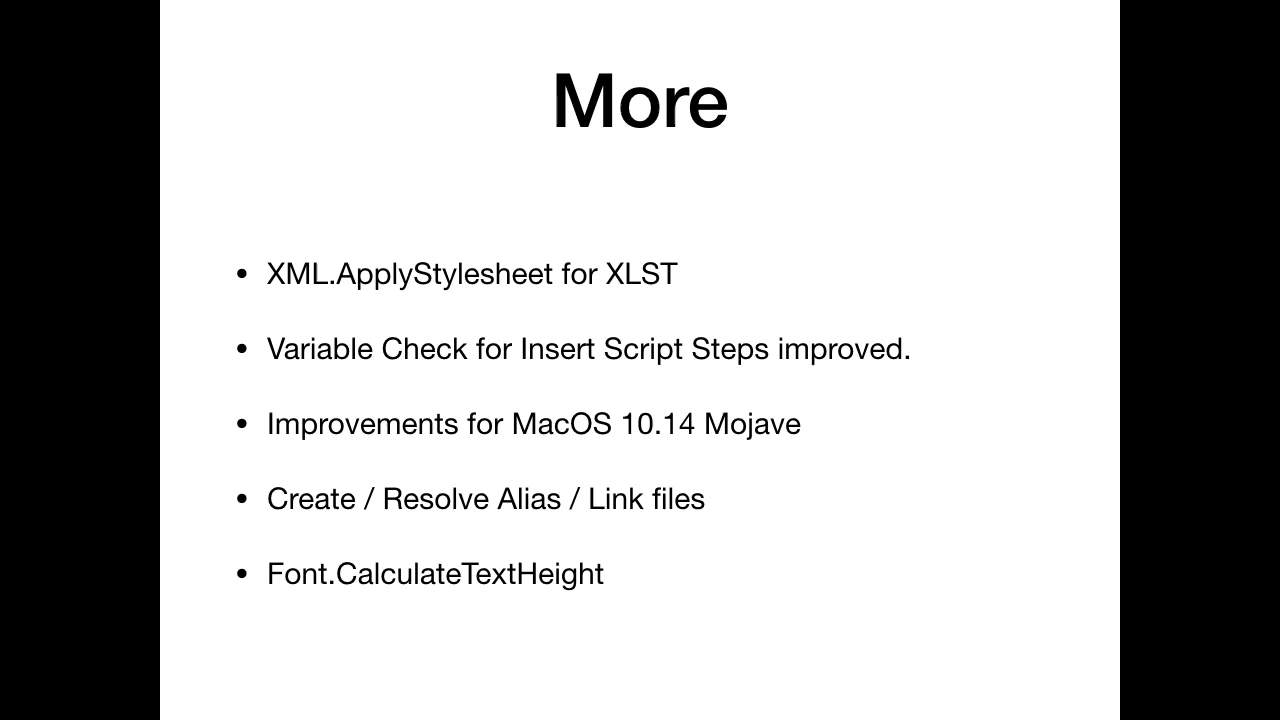 More
• XML.ApplyStylesheet for XLST
• Variable Check for Insert Script Steps improved.
• Improvements for MacOS 10.14 Mojave
• Create / Resolve Alias / Link files
• Font.CalculateTextHeight